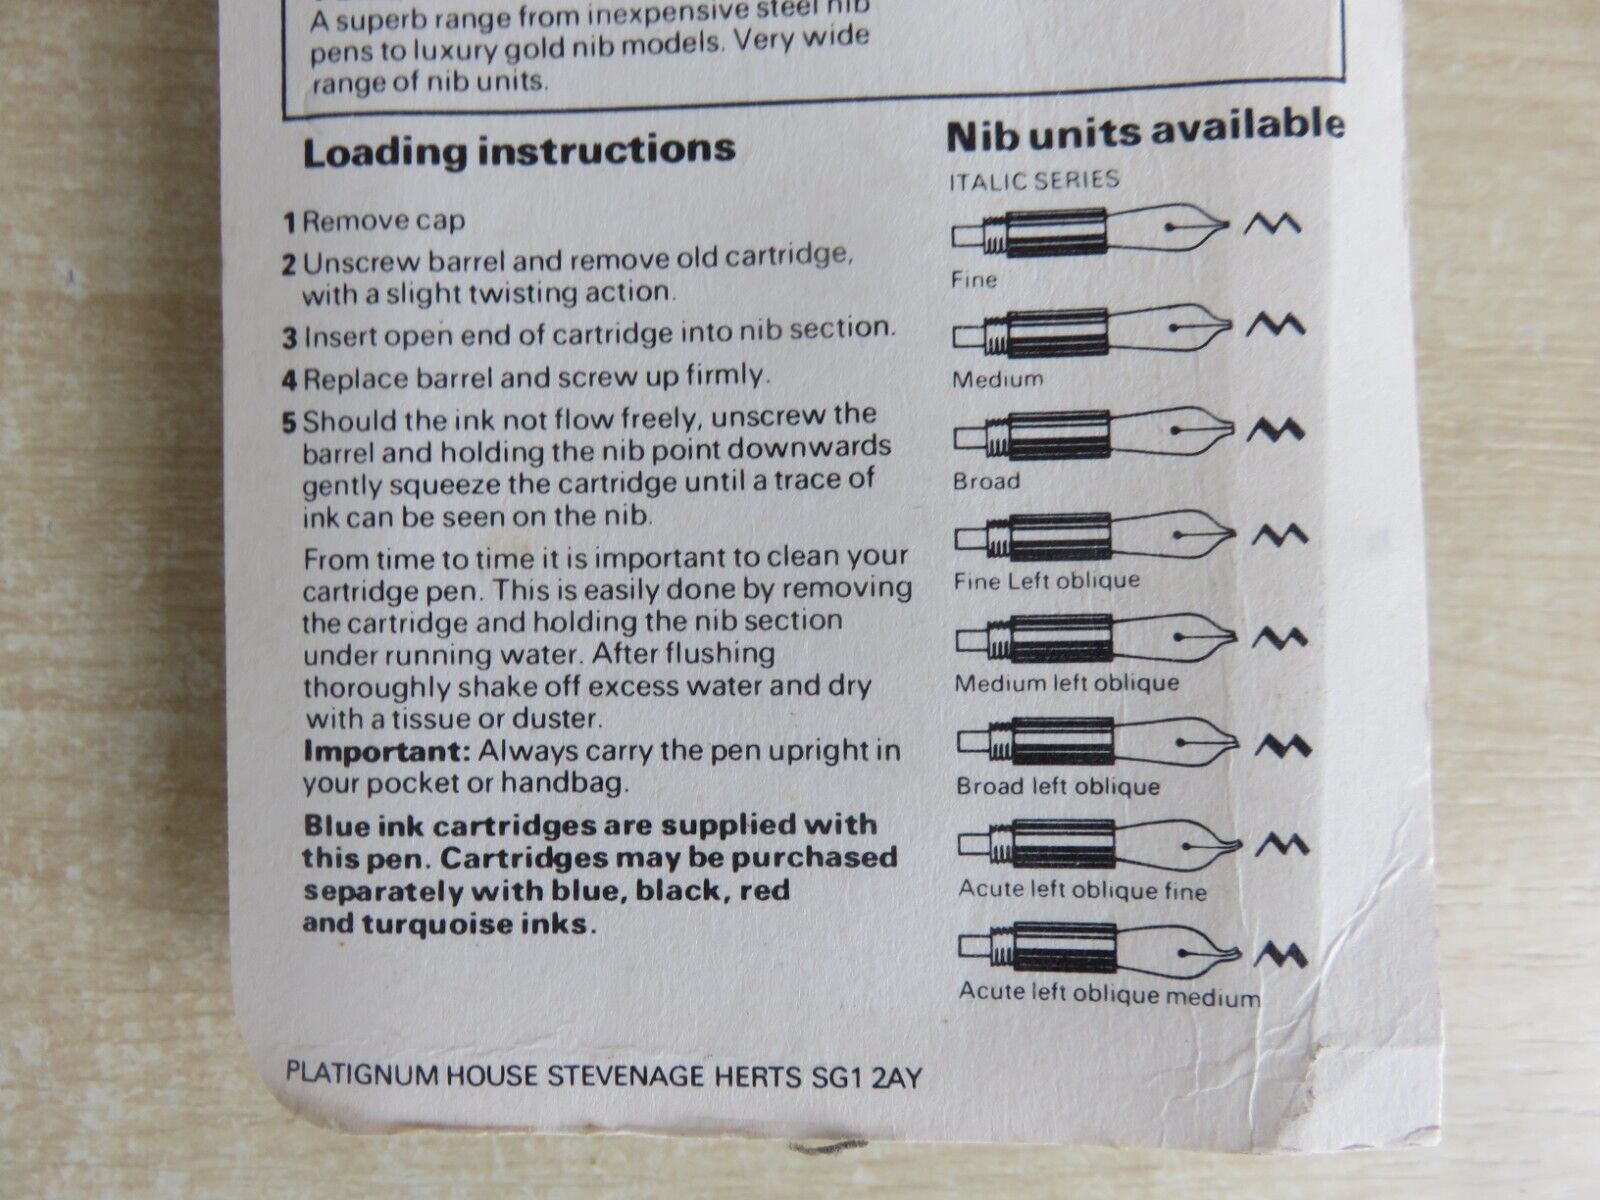 A superb range from inexpensive steel nib
pens to luxury gold nib models. Very wide
range of nib units.
Loading instructions
1 Remove cap
2 Unscrew barrel and remove old cartridge,
with a slight twisting action.
3 Insert open end of cartridge into nib section.
4 Replace barrel and screw up firmly.
5 Should the ink not flow freely, unscrew the
barrel and holding the nib point downwards
gently squeeze the cartridge until a trace of
ink can be seen on the nib.
From time to time it is important to clean your
cartridge pen. This is easily done by removing
the cartridge and holding the nib section
under running water. After flushing
thoroughly shake off excess water and dry
with a tissue or duster.
Important: Always carry the pen upright in
your pocket or handbag.
Blue ink cartridges are supplied with
this pen. Cartridges may be purchased
separately with blue, black, red
and turquoise inks.
Nib units available
ITALIC SERIES
Fine
Medium
Broad
Fine Left oblique
Medium left oblique
Broad left oblique
Acute left oblique fine
Acute left oblique medium
PLATIGNUM HOUSE STEVENAGE HERTS SG1 2AY